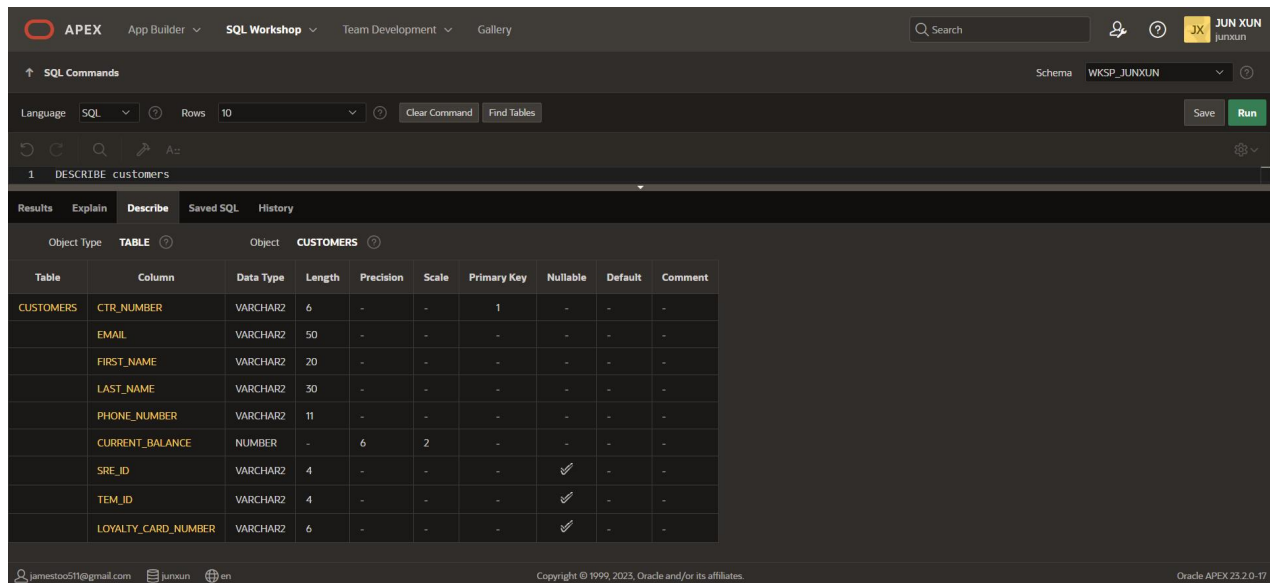 APEX App Builder SQL Workshop Team Development Gallery Search JX JUN XUN
junxun
↑ SQL Commands Schema WKSP_JUNXUN
Language SQL Rows 10 Clear Command Find Tables Save Run
1 DESCRIBE customers
Results Explain Describe Saved SQL History
Object Type TABLE Object CUSTOMERS
Table Column Data Type Length Precision Scale Primary Key Nullable Default Comment
CUSTOMERS CTR_NUMBER VARCHAR2 6 - - 1 - - -
EMAIL VARCHAR2 50 - - - - - -
FIRST_NAME VARCHAR2 20 - - - - - -
LAST_NAME VARCHAR2 30 - - - - - -
PHONE_NUMBER VARCHAR2 11 - - - - - -
CURRENT_BALANCE NUMBER - 6 2 - - - -
SRE_ID VARCHAR2 4 - - - ✓ - -
TEM_ID VARCHAR2 4 - - - ✓ - -
LOYALTY_CARD_NUMBER VARCHAR2 6 - - - ✓ - -
jamestoo511@gmail.com junxun en Copyright © 1999, 2023, Oracle and/or its affiliates. Oracle APEX 23.2.0-17